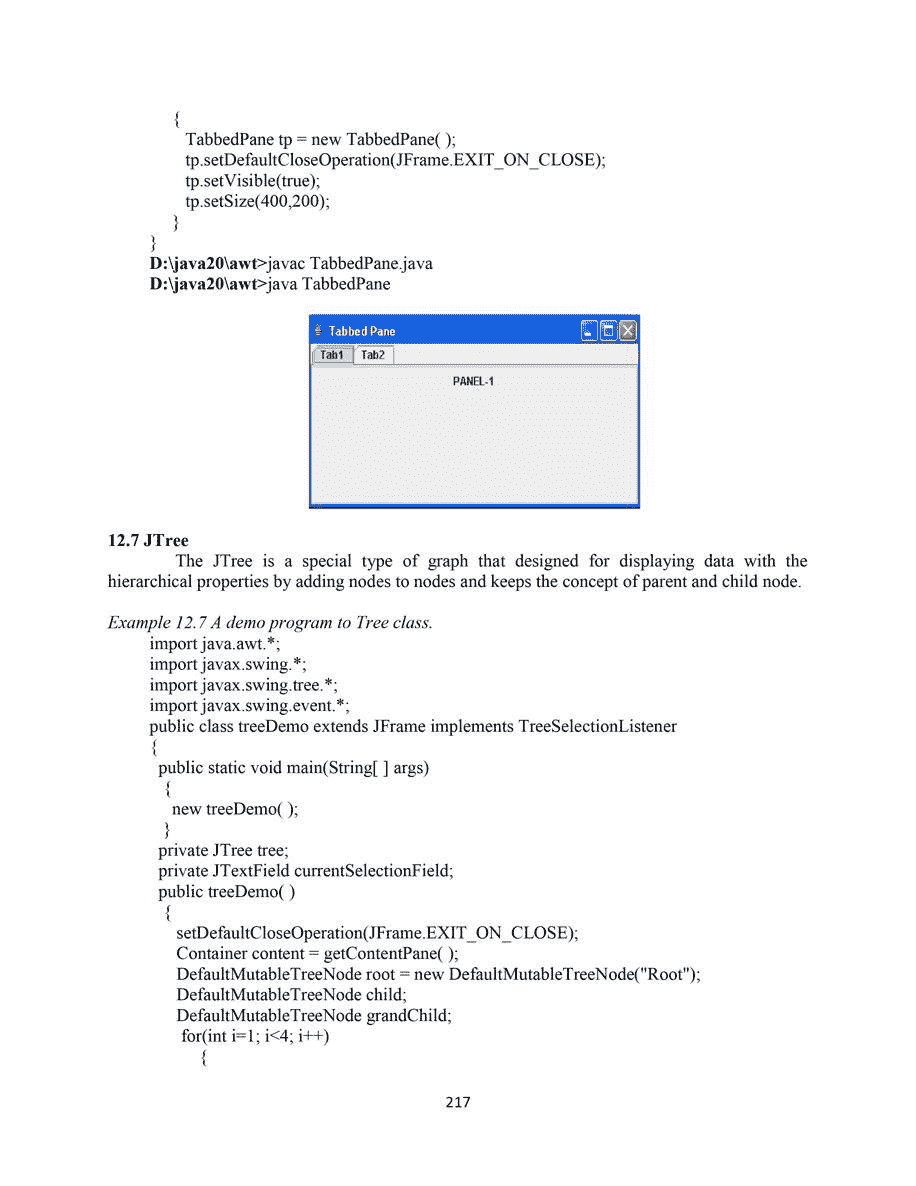 {
TabbedPane tp = new TabbedPane( );
tp.setDefaultCloseOperation(JFrame.EXIT_ON_CLOSE);
tp.setVisible(true);
tp.setSize(400,200);
}
}
D:\java20\awt>javac TabbedPane.java
D:\java20\awt>java TabbedPane
Tabbed Pane
Tab1 Tab2
PANEL-1
12.7 JTree
The JTree is a special type of graph that designed for displaying data with the
hierarchical properties by adding nodes to nodes and keeps the concept of parent and child node.
Example 12.7 A demo program to Tree class.
import java.awt.*;
import javax.swing.*;
import javax.swing.tree.*;
import javax.swing.event.*;
public class treeDemo extends JFrame implements TreeSelectionListener
{
public static void main(String[ ] args)
{
new treeDemo( );
}
private JTree tree;
private JTextField currentSelectionField;
public treeDemo( )
{
setDefaultCloseOperation(JFrame.EXIT_ON_CLOSE);
Container content = getContentPane( );
DefaultMutableTreeNode root = new DefaultMutableTreeNode("Root");
DefaultMutableTreeNode child;
DefaultMutableTreeNode grandChild;
for(int i=1; i<4; i++)
{
217